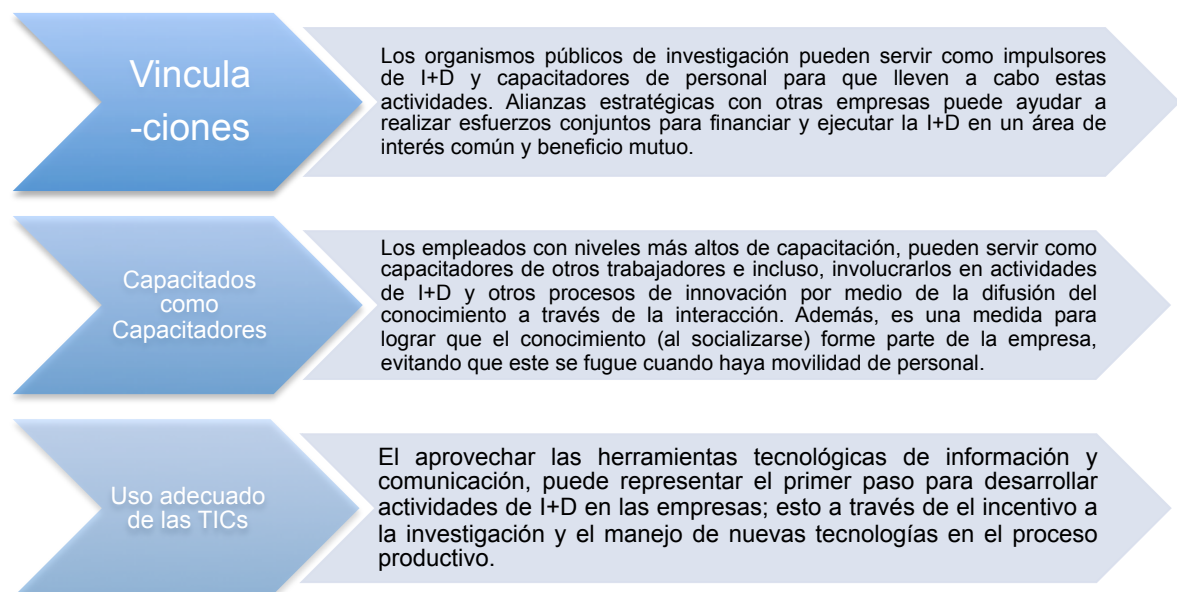 Vincula
-ciones
Los organismos públicos de investigación pueden servir como impulsores
de I+D y capacitadores de personal para que lleven a cabo estas
actividades. Alianzas estratégicas con otras empresas puede ayudar a
realizar esfuerzos conjuntos para financiar y ejecutar la I+D en un área de
interés común y beneficio mutuo.
Capacitados
como
Capacitadores
Los empleados con niveles más altos de capacitación, pueden servir como
capacitadores de otros trabajadores e incluso, involucrarlos en actividades
de I+D y otros procesos de innovación por medio de la difusión del
conocimiento a través de la interacción. Además, es una medida para
lograr que el conocimiento (al socializarse) forme parte de la empresa,
evitando que este se fugue cuando haya movilidad de personal.
Uso adecuado
de las TICs
El aprovechar las herramientas tecnológicas de información y
comunicación, puede representar el primer paso para desarrollar
actividades de I+D en las empresas; esto a través de el incentivo a
la investigación y el manejo de nuevas tecnologías en el proceso
productivo.